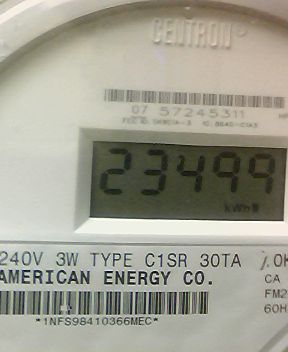 CENTRON®
07 57245311
23499
kWh
240V 3W TYPE C1SR 30TA
AMERICAN ENERGY CO.
CA
FM2
60H
*1NFS98410366MEC*